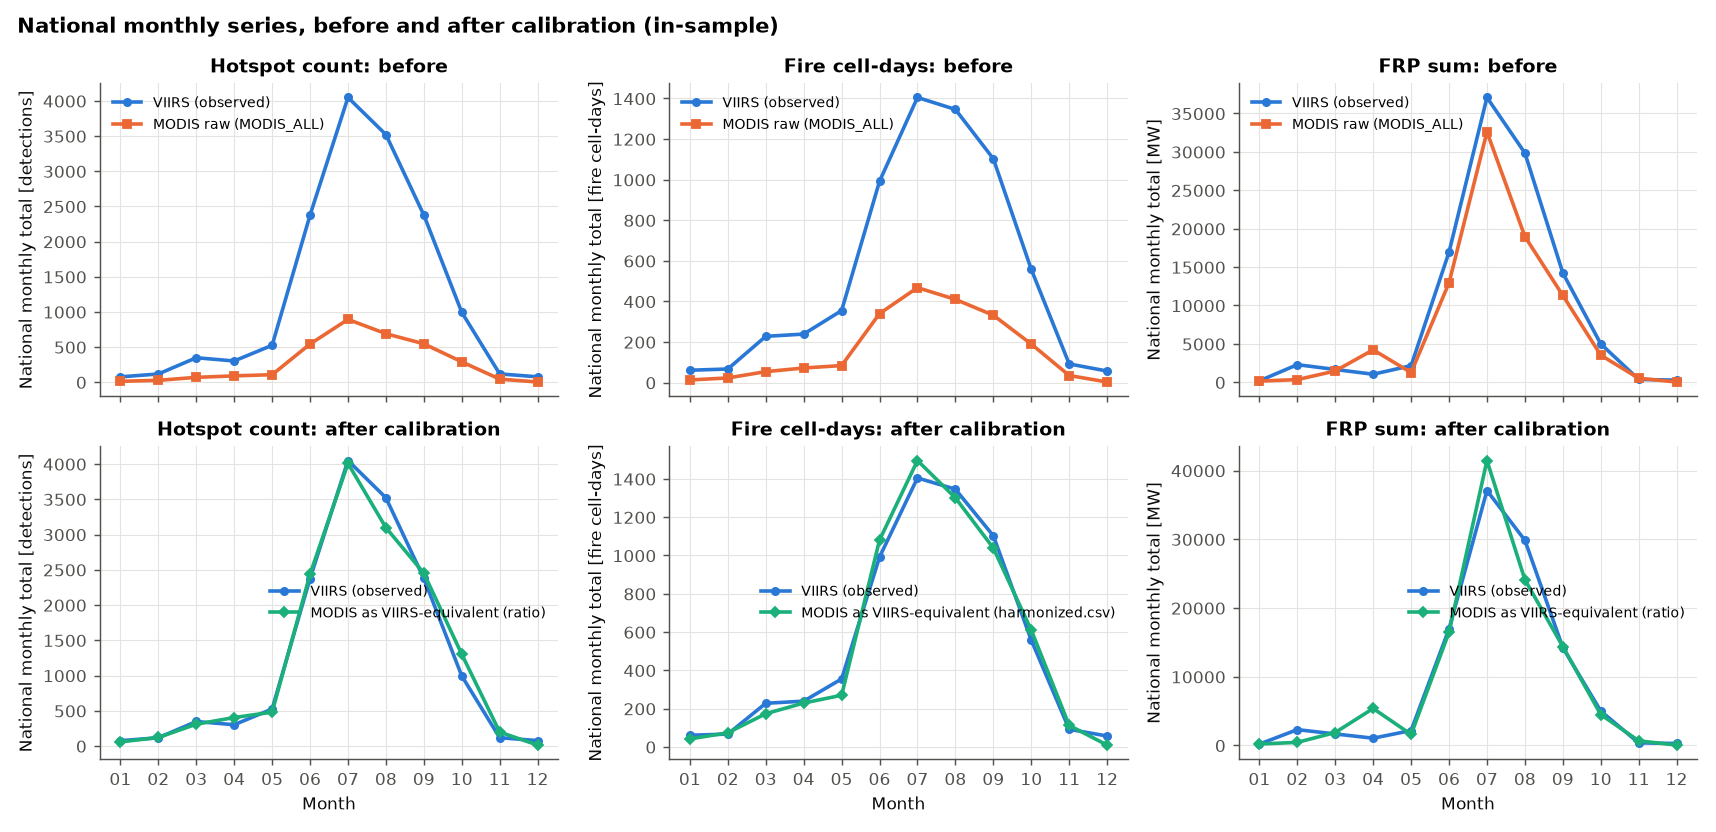 National monthly series, before and after calibration (in-sample)
Hotspot count: before
National monthly total [detections]
4000
3500
3000
2500
2000
1500
1000
500
0
VIIRS (observed)
MODIS raw (MODIS_ALL)
Fire cell-days: before
National monthly total [fire cell-days]
1400
1200
1000
800
600
400
200
0
VIIRS (observed)
MODIS raw (MODIS_ALL)
FRP sum: before
National monthly total [MW]
35000
30000
25000
20000
15000
10000
5000
0
VIIRS (observed)
MODIS raw (MODIS_ALL)
Hotspot count: after calibration
National monthly total [detections]
4000
3500
3000
2500
2000
1500
1000
500
0
VIIRS (observed)
MODIS as VIIRS-equivalent (ratio)
01 02 03 04 05 06 07 08 09 10 11 12
Month
Fire cell-days: after calibration
National monthly total [fire cell-days]
1400
1200
1000
800
600
400
200
0
VIIRS (observed)
MODIS as VIIRS-equivalent (harmonized.csv)
01 02 03 04 05 06 07 08 09 10 11 12
Month
FRP sum: after calibration
National monthly total [MW]
40000
30000
20000
10000
0
VIIRS (observed)
MODIS as VIIRS-equivalent (ratio)
01 02 03 04 05 06 07 08 09 10 11 12
Month